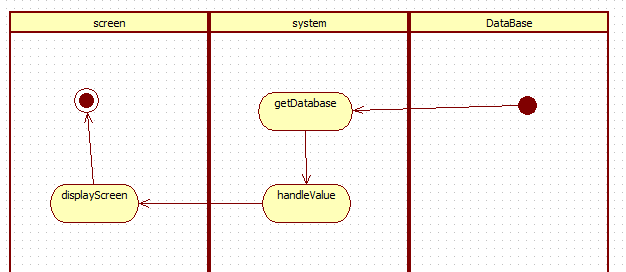 screen
system
DataBase
getDatabase
displayScreen
handleValue